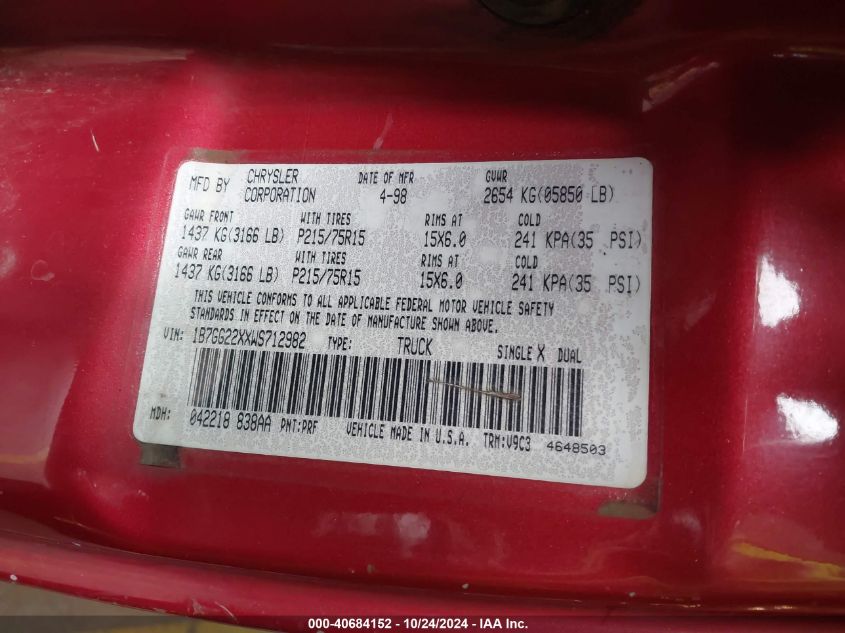 MFD BY CHRYSLER CORPORATION DATE OF MFR 4-98 GVWR 2654 KG(05850 LB)
GAWR FRONT WITH TIRES RIMS AT COLD
1437 KG(3166 LB) P215/75R15 15X6.0 241 KPA(35 PSI)
GAWR REAR WITH TIRES RIMS AT COLD
1437 KG(3166 LB) P215/75R15 15X6.0 241 KPA(35 PSI)
THIS VEHICLE CONFORMS TO ALL APPLICABLE FEDERAL MOTOR VEHICLE SAFETY
STANDARDS IN EFFECT ON THE DATE OF MANUFACTURE SHOWN ABOVE.
VIN: 1B7GG22XXWS712982 TYPE: TRUCK SINGLE X DUAL
MDH: 042218 838AA PNT:PRF VEHICLE MADE IN U.S.A. TRM:V9C3 4648503
000-40684152 - 10/24/2024 - IAA Inc.